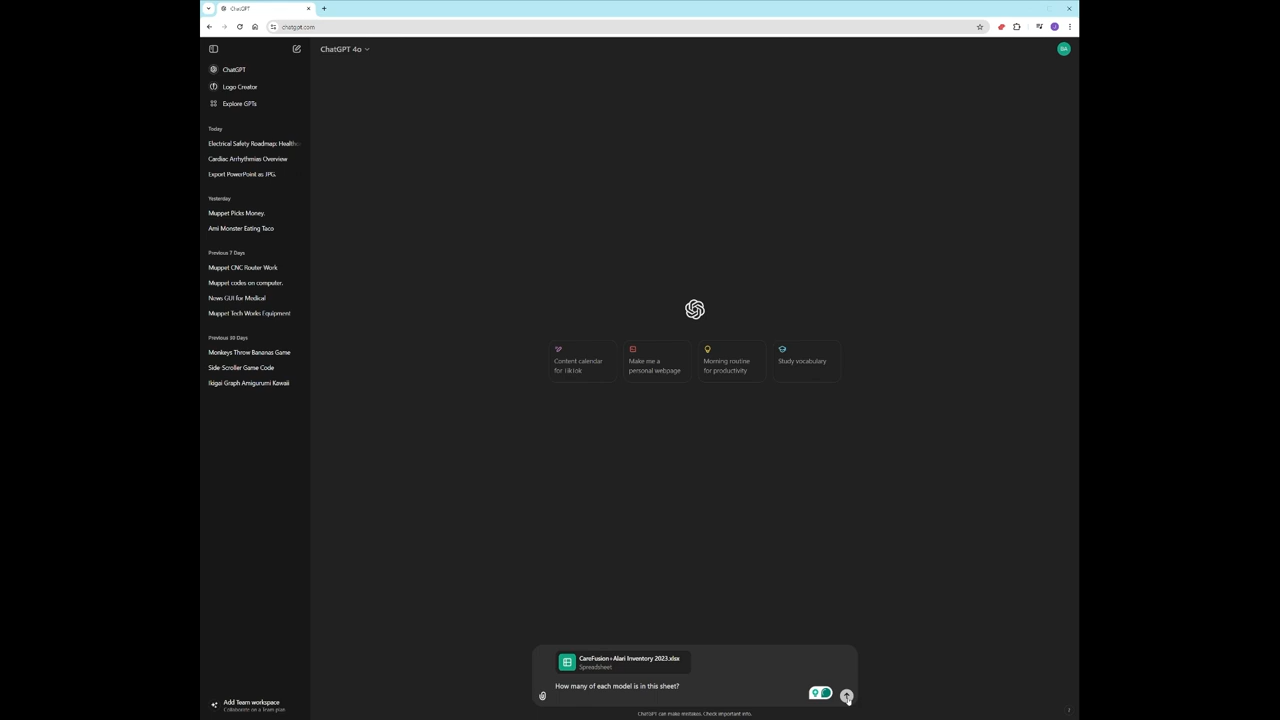 ChatGPT
chatgpt.com
ChatGPT 4o
ChatGPT
Logo Creator
Explore GPTs
Today
Electrical Safety Roadmap: Healthc
Cardiac Arrhythmias Overview
Export PowerPoint as JPG.
Yesterday
Muppet Picks Money.
Ami Monster Eating Taco
Previous 7 Days
Muppet CNC Router Work
Muppet codes on computer.
News GUI for Medical
Muppet Tech Works Equipment!
Previous 30 Days
Monkeys Throw Bananas Game
Side-Scroller Game Code
Ikigai Graph Amigurumi Kawaii
Content calendar
for TikTok
Make me a
personal webpage
Morning routine
for productivity
Study vocabulary
CareFusion+Alari Inventory 2023.xlsx
Spreadsheet
How many of each model is in this sheet?
Add Team workspace
Collaborate on a Team plan
ChatGPT can make mistakes. Check important info.